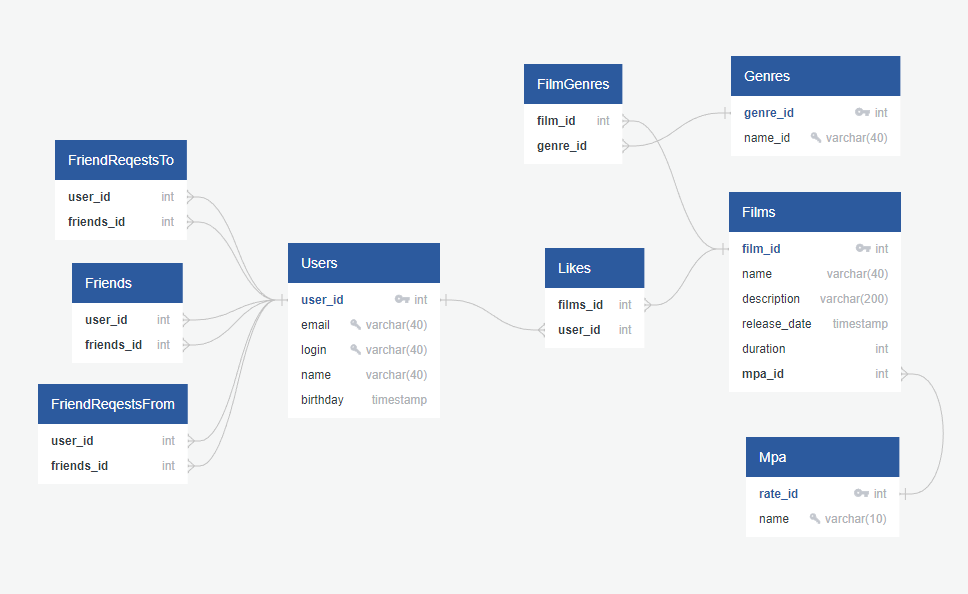 FilmGenres
film_id int
genre_id
Genres
genre_id int
name_id varchar(40)
FriendReqestsTo
user_id int
friends_id int
Films
film_id int
name varchar(40)
description varchar(200)
release_date timestamp
duration int
mpa_id int
Users
user_id int
email varchar(40)
login varchar(40)
name varchar(40)
birthday timestamp
Likes
films_id int
user_id int
Friends
user_id int
friends_id int
FriendReqestsFrom
user_id int
friends_id int
Mpa
rate_id int
name varchar(10)